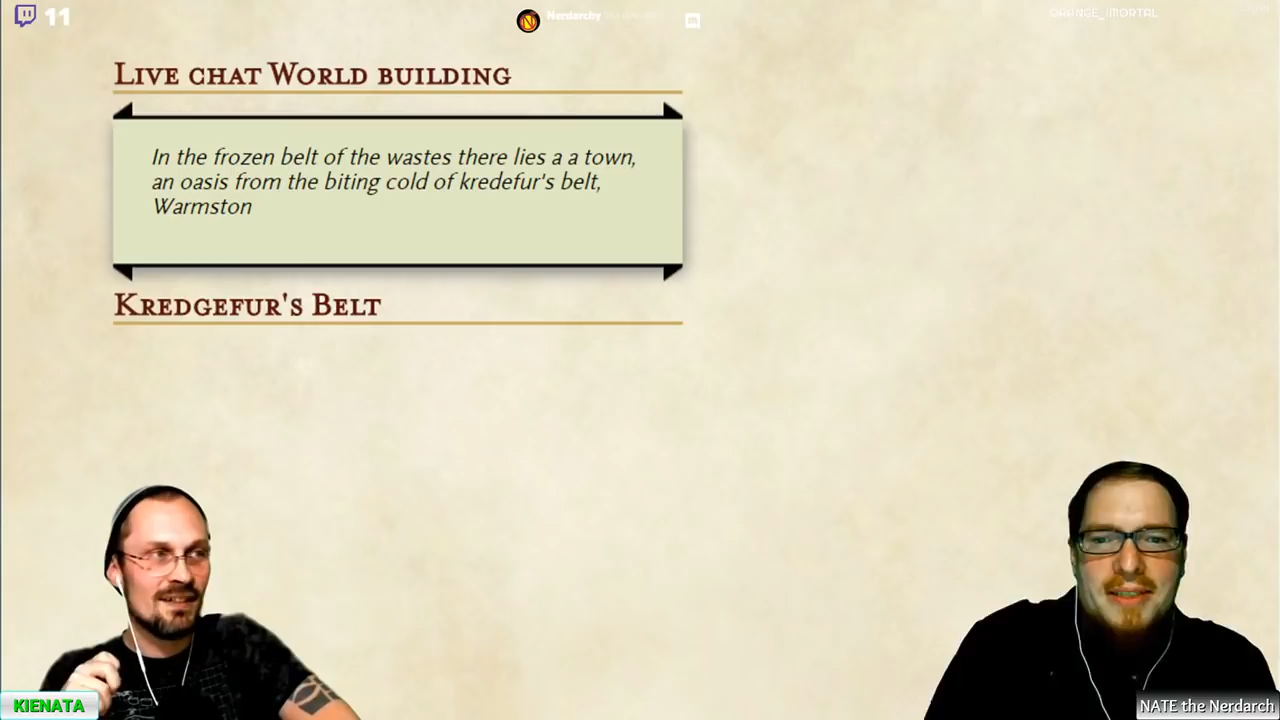 11
Nerdarchy
ORANGE_IMORTAL
LIVE CHAT WORLD BUILDING
In the frozen belt of the wastes there lies a a town,
an oasis from the biting cold of kredefur's belt,
Warmston
KREDGEFUR'S BELT
KIENATA
NATE the Nerdarch